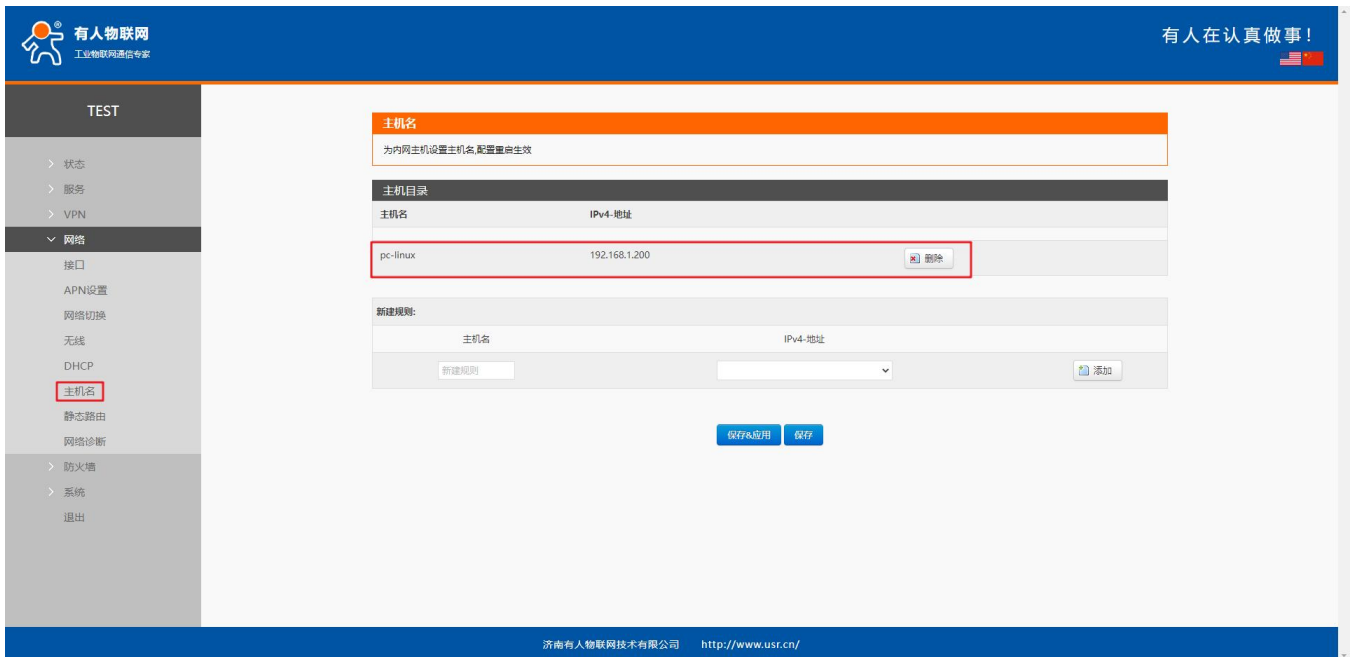 有人物联网
工业物联网通信专家
有人在认真做事！
TEST
状态
服务
VPN
网络
接口
APN设置
网络切换
无线
DHCP
主机名
静态路由
网络诊断
防火墙
系统
退出
主机名
为内网主机设置主机名,配置重启生效
主机目录
主机名 IPv4-地址
pc-linux 192.168.1.200 删除
新建规则:
主机名 IPv4-地址
新建规则 添加
保存&应用 保存
济南有人物联网技术有限公司 http://www.usr.cn/